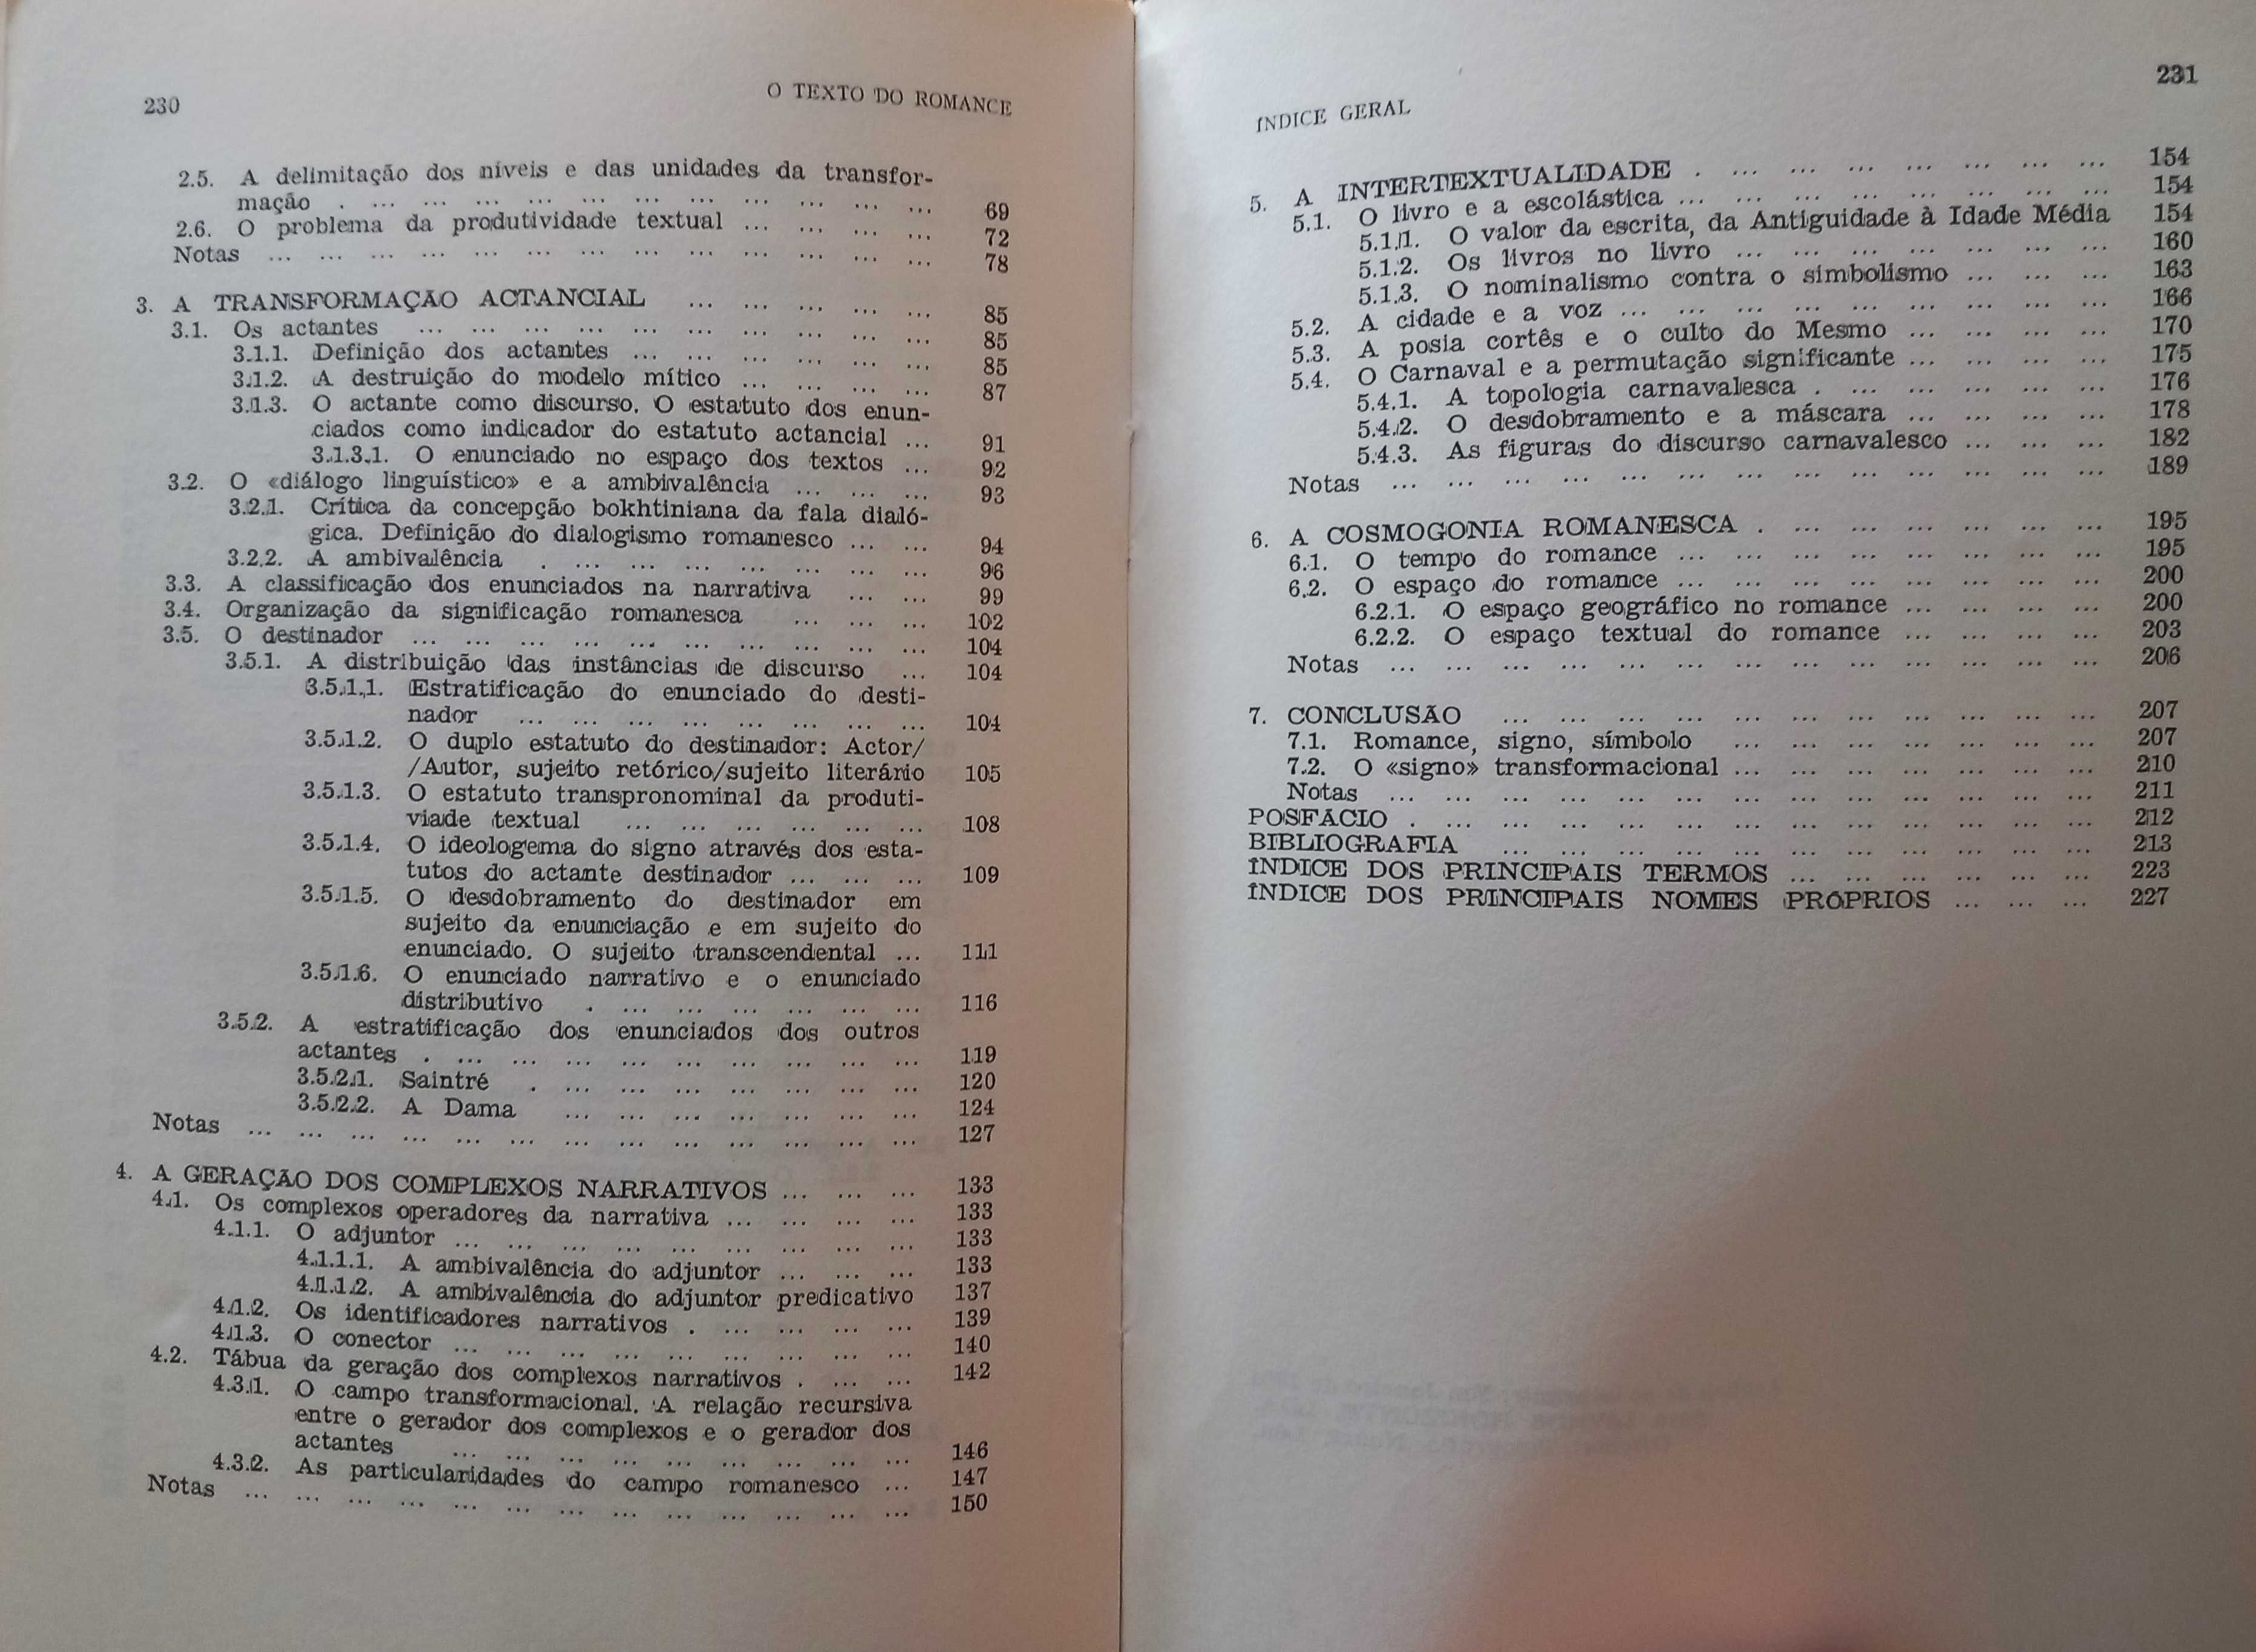 230
O TEXTO DO ROMANCE
2.5. A delimitação dos níveis e das unidades da transfor-
mação . ... ... ... ... ... ... ... ... ... ... ... 69
2.6. O problema da produtividade textual ... ... ... ... 72
Notas ... ... ... ... ... ... ... ... ... ... ... ... ... 78
3. A TRANSFORMAÇÃO ACTANCIAL ... ... ... ... ... 85
3.1. Os actantes ... ... ... ... ... ... ... ... ... ... 85
3.1.1. Definição dos actantes ... ... ... ... ... ... 85
3.1.2. A destruição do modelo mítico ... ... ... ... 87
3.1.3. O actante como discurso. O estatuto dos enun-
ciados como indicador do estatuto actancial ... 91
3.1.3.1. O enunciado no espaço dos textos ... 92
3.2. O «diálogo linguístico» e a ambivalência ... ... ... 93
3.2.1. Crítica da concepção bokhtiniana da fala dialó-
gica. Definição do dialogismo romanesco ... ... 94
3.2.2. A ambivalência . ... ... ... ... ... ... ... 96
3.3. A classificação dos enunciados na narrativa ... ... 99
3.4. Organização da significação romanesca ... ... ... 102
3.5. O destinador ... ... ... ... ... ... ... ... ... ... 104
3.5.1. A distribuição das instâncias de discurso ... 104
3.5.1.1. Estratificação do enunciado do desti-
nador ... ... ... ... ... ... ... ... 104
3.5.1.2. O duplo estatuto do destinador: Actor/
/Autor, sujeito retórico/sujeito literário 105
3.5.1.3. O estatuto transpronominal da produti-
viade textual ... ... ... ... ... ... 108
3.5.1.4. O ideologema do signo através dos esta-
tutos do actante destinador ... ... ... 109
3.5.1.5. O desdobramento do destinador em
sujeito da enunciação e em sujeito do
enunciado. O sujeito transcendental ... 111
3.5.1.6. O enunciado narrativo e o enunciado
distributivo . ... ... ... ... ... ... 116
3.5.2. A estratificação dos enunciados dos outros
actantes . ... ... ... ... ... ... ... ... ... 119
3.5.2.1. Saintré . ... ... ... ... ... ... ... 120
3.5.2.2. A Dama ... ... ... ... ... ... ... 124
Notas ... ... ... ... ... ... ... ... ... ... ... ... ... 127
4. A GERAÇÃO DOS COMPLEXOS NARRATIVOS ... ... ... 133
4.1. Os complexos operadores da narrativa ... ... ... ... 133
4.1.1. O adjuntor ... ... ... ... ... ... ... ... ... 133
4.1.1.1. A ambivalência do adjuntor ... ... ... 133
4.1.1.2. A ambivalência do adjuntor predicativo 137
4.1.2. Os identificadores narrativos . ... ... ... ... 139
4.1.3. O conector ... ... ... ... ... ... ... ... ... 140
4.2. Tábua da geração dos complexos narrativos . ... ... 142
4.3.1. O campo transformacional. A relação recursiva
entre o gerador dos complexos e o gerador dos
actantes ... ... ... ... ... ... ... ... ... 146
4.3.2. As particularidades do campo romanesco ... 147
Notas ... ... ... ... ... ... ... ... ... ... ... ... ... 150
231
ÍNDICE GERAL
5. A INTERTEXTUALIDADE . ... ... ... ... ... ... ... 154
5.1. O livro e a escolástica ... ... ... ... ... ... ... ... 154
5.1.1. O valor da escrita, da Antiguidade à Idade Média 154
5.1.2. Os livros no livro ... ... ... ... ... ... ... 160
5.1.3. O nominalismo contra o simbolismo ... ... ... 163
5.2. A cidade e a voz ... ... ... ... ... ... ... ... ... 166
5.3. A posia cortês e o culto do Mesmo ... ... ... ... 170
5.4. O Carnaval e a permutação significante ... ... ... ... 175
5.4.1. A topologia carnavalesca . ... ... ... ... ... 176
5.4.2. O desdobramento e a máscara ... ... ... ... 178
5.4.3. As figuras do discurso carnavalesco ... ... ... 182
Notas ... ... ... ... ... ... ... ... ... ... ... ... ... 189
6. A COSMOGONIA ROMANESCA . ... ... ... ... ... ... 195
6.1. O tempo do romance ... ... ... ... ... ... ... ... 195
6.2. O espaço do romance ... ... ... ... ... ... ... ... 200
6.2.1. O espaço geográfico no romance ... ... ... ... 200
6.2.2. O espaço textual do romance ... ... ... ... 203
Notas ... ... ... ... ... ... ... ... ... ... ... ... ... 206
7. CONCLUSÃO ... ... ... ... ... ... ... ... ... ... ... 207
7.1. Romance, signo, símbolo ... ... ... ... ... ... ... 207
7.2. O «signo» transformacional ... ... ... ... ... ... ... 210
Notas ... ... ... ... ... ... ... ... ... ... ... ... ... 211
POSFÁCIO . ... ... ... ... ... ... ... ... ... ... ... ... 212
BIBLIOGRAFIA ... ... ... ... ... ... ... ... ... ... ... 213
ÍNDICE DOS PRINCIPAIS TERMOS ... ... ... ... ... ... 223
ÍNDICE DOS PRINCIPAIS NOMES PRÓPRIOS ... ... ... 227